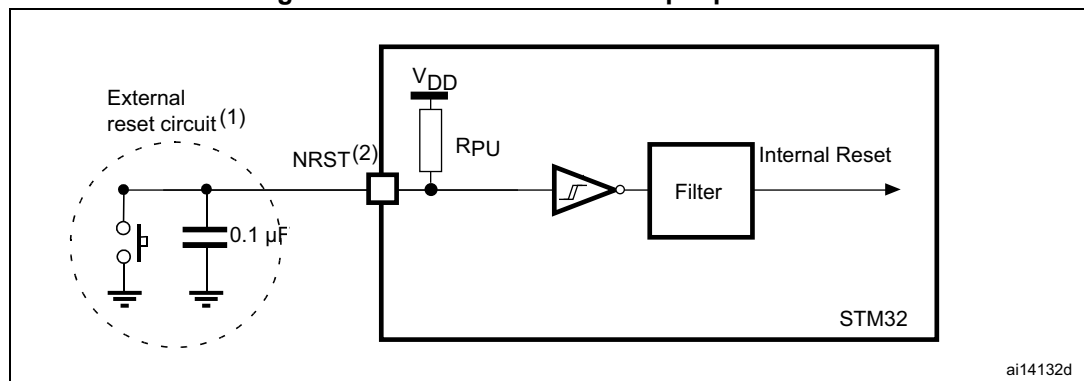 External
reset circuit(1)
VDD
RPU
NRST(2)
Internal Reset
Filter
0.1 µF
STM32
ai14132d